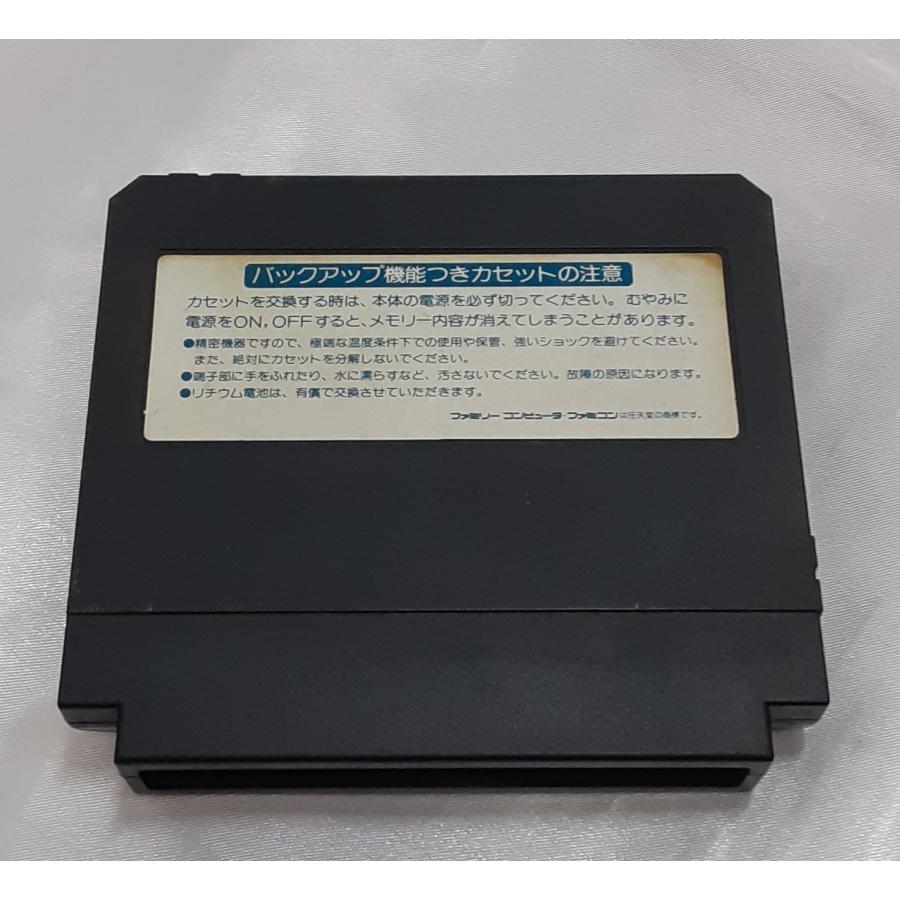 バックアップ機能つきカセットの注意
カセットを交換する時は、本体の電源を必ず切ってください。むやみに
電源をON，OFFすると、メモリー内容が消えてしまうことがあります。
●精密機器ですので、極端な温度条件下での使用や保管、強いショックを避けてください。
また、絶対にカセットを分解しないでください。
●端子部に手をふれたり、水に濡らすなど、汚さないでください。故障の原因になります。
●リチウム電池は、有償で交換させていただきます。
ファミリーコンピュータ・ファミコンは任天堂の商標です。